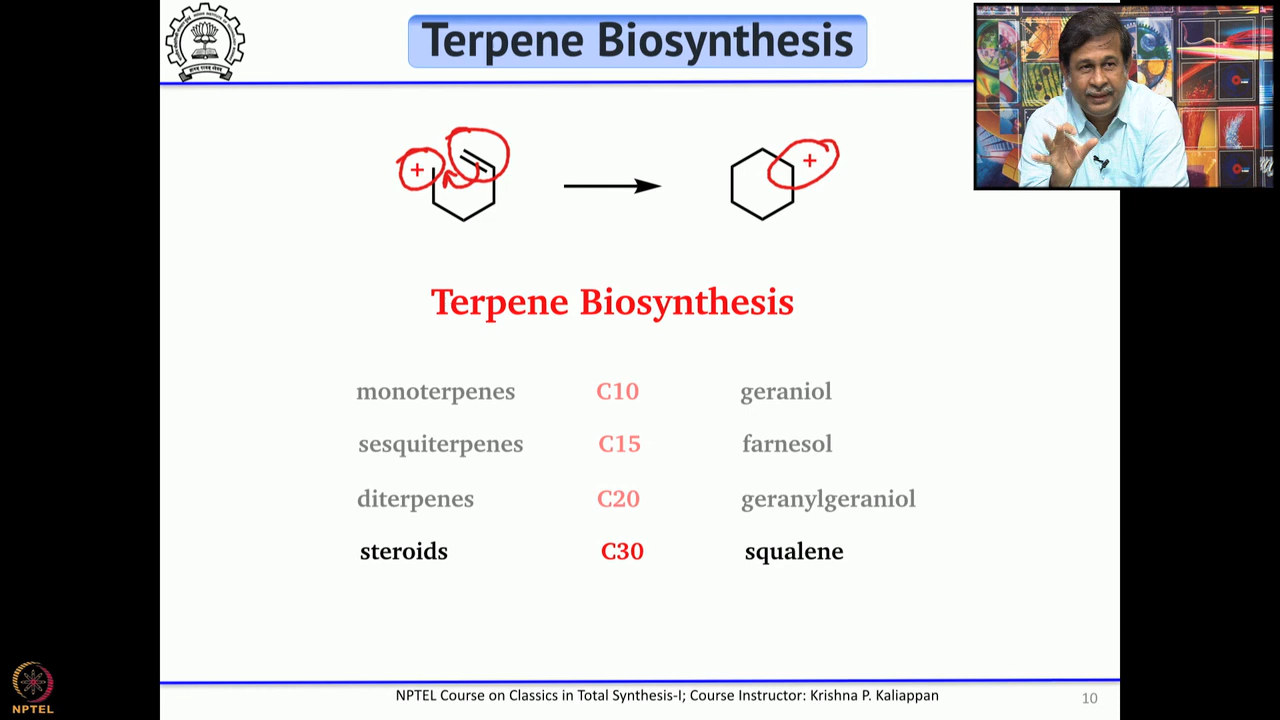 Terpene Biosynthesis
+
+
Terpene Biosynthesis
monoterpenes C10 geraniol
sesquiterpenes C15 farnesol
diterpenes C20 geranylgeraniol
steroids C30 squalene
NPTEL Course on Classics in Total Synthesis-I; Course Instructor: Krishna P. Kaliappan
10
NPTEL